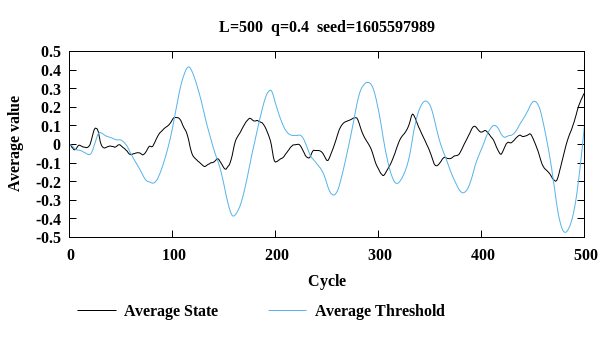 L=500 q=0.4 seed=1605597989
0.5
0.4
0.3
0.2
0.1
0
-0.1
-0.2
-0.3
-0.4
-0.5
Average value
0 100 200 300 400 500
Cycle
Average State Average Threshold